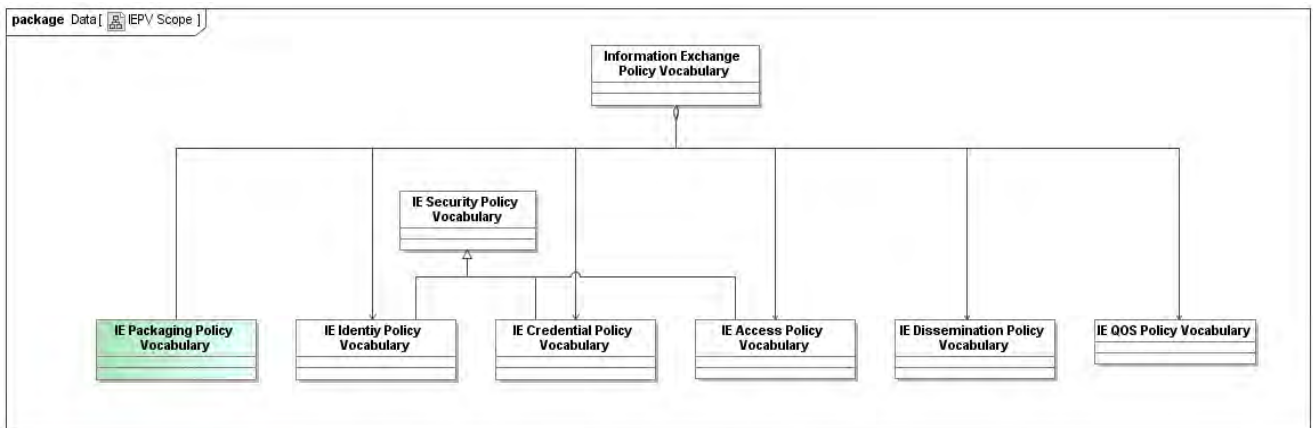 package Data [ IEPV Scope ]
Information Exchange
Policy Vocabulary
IE Security Policy
Vocabulary
IE Packaging Policy
Vocabulary
IE Identiy Policy
Vocabulary
IE Credential Policy
Vocabulary
IE Access Policy
Vocabulary
IE Dissemination Policy
Vocabulary
IE QOS Policy Vocabulary